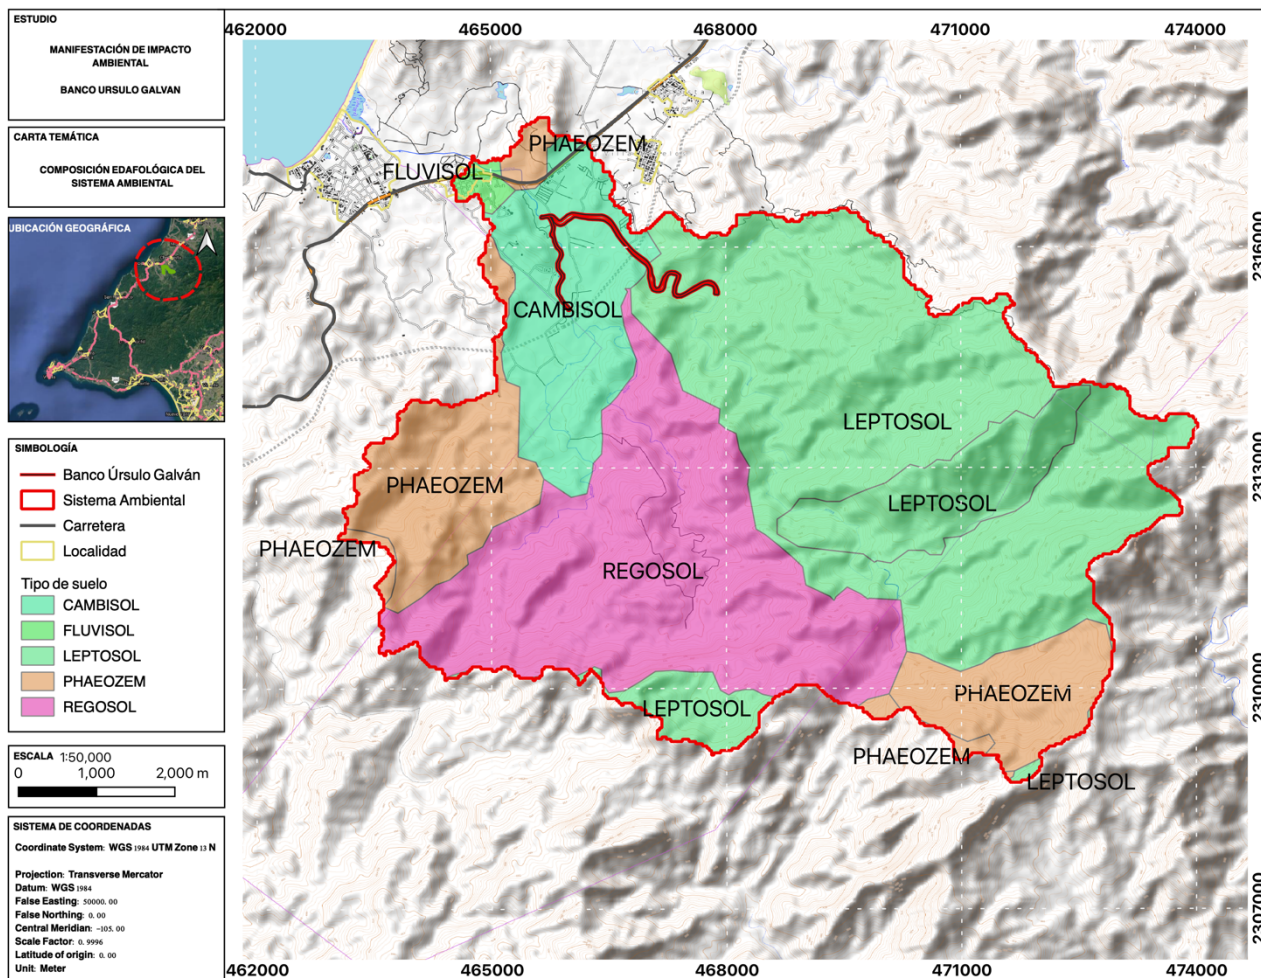 ESTUDIO
MANIFESTACIÓN DE IMPACTO
AMBIENTAL
BANCO URSULO GALVAN
CARTA TEMÁTICA
COMPOSICIÓN EDAFOLÓGICA DEL
SISTEMA AMBIENTAL
UBICACIÓN GEOGRÁFICA
SIMBOLOGÍA
Banco Úrsulo Galván
Sistema Ambiental
Carretera
Localidad
Tipo de suelo
CAMBISOL
FLUVISOL
LEPTOSOL
PHAEOZEM
REGOSOL
ESCALA 1:50,000
0 1,000 2,000 m
SISTEMA DE COORDENADAS
Coordinate System: WGS 1984 UTM Zone 13 N
Projection: Transverse Mercator
Datum: WGS 1984
False Easting: 50000. 00
False Northing: 0. 00
Central Meridian: -105. 00
Scale Factor: 0. 9996
Latitude of origin: 0. 00
Unit: Meter
462000 465000 468000 471000 474000
PHAEOZEM
FLUVISOL
2316000
CAMBISOL
LEPTOSOL
2313000
PHAEOZEM
LEPTOSOL
PHAEOZEM
REGOSOL
PHAEOZEM
2310000
LEPTOSOL
PHAEOZEM
LEPTOSOL
2307000
462000 465000 468000 471000 474000